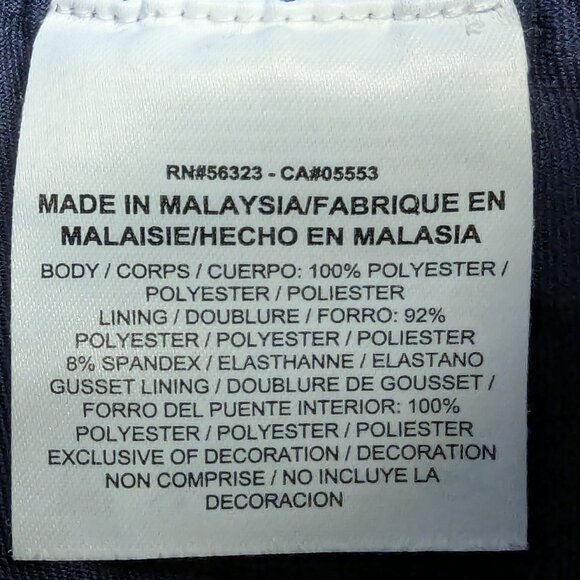 RN#56323 - CA#05553
MADE IN MALAYSIA/FABRIQUE EN
MALAISIE/HECHO EN MALASIA
BODY / CORPS / CUERPO: 100% POLYESTER /
POLYESTER / POLIESTER
LINING / DOUBLURE / FORRO: 92%
POLYESTER / POLYESTER / POLIESTER
8% SPANDEX / ELASTHANNE / ELASTANO
GUSSET LINING / DOUBLURE DE GOUSSET /
FORRO DEL PUENTE INTERIOR: 100%
POLYESTER / POLYESTER / POLIESTER
EXCLUSIVE OF DECORATION / DECORATION
NON COMPRISE / NO INCLUYE LA
DECORACION